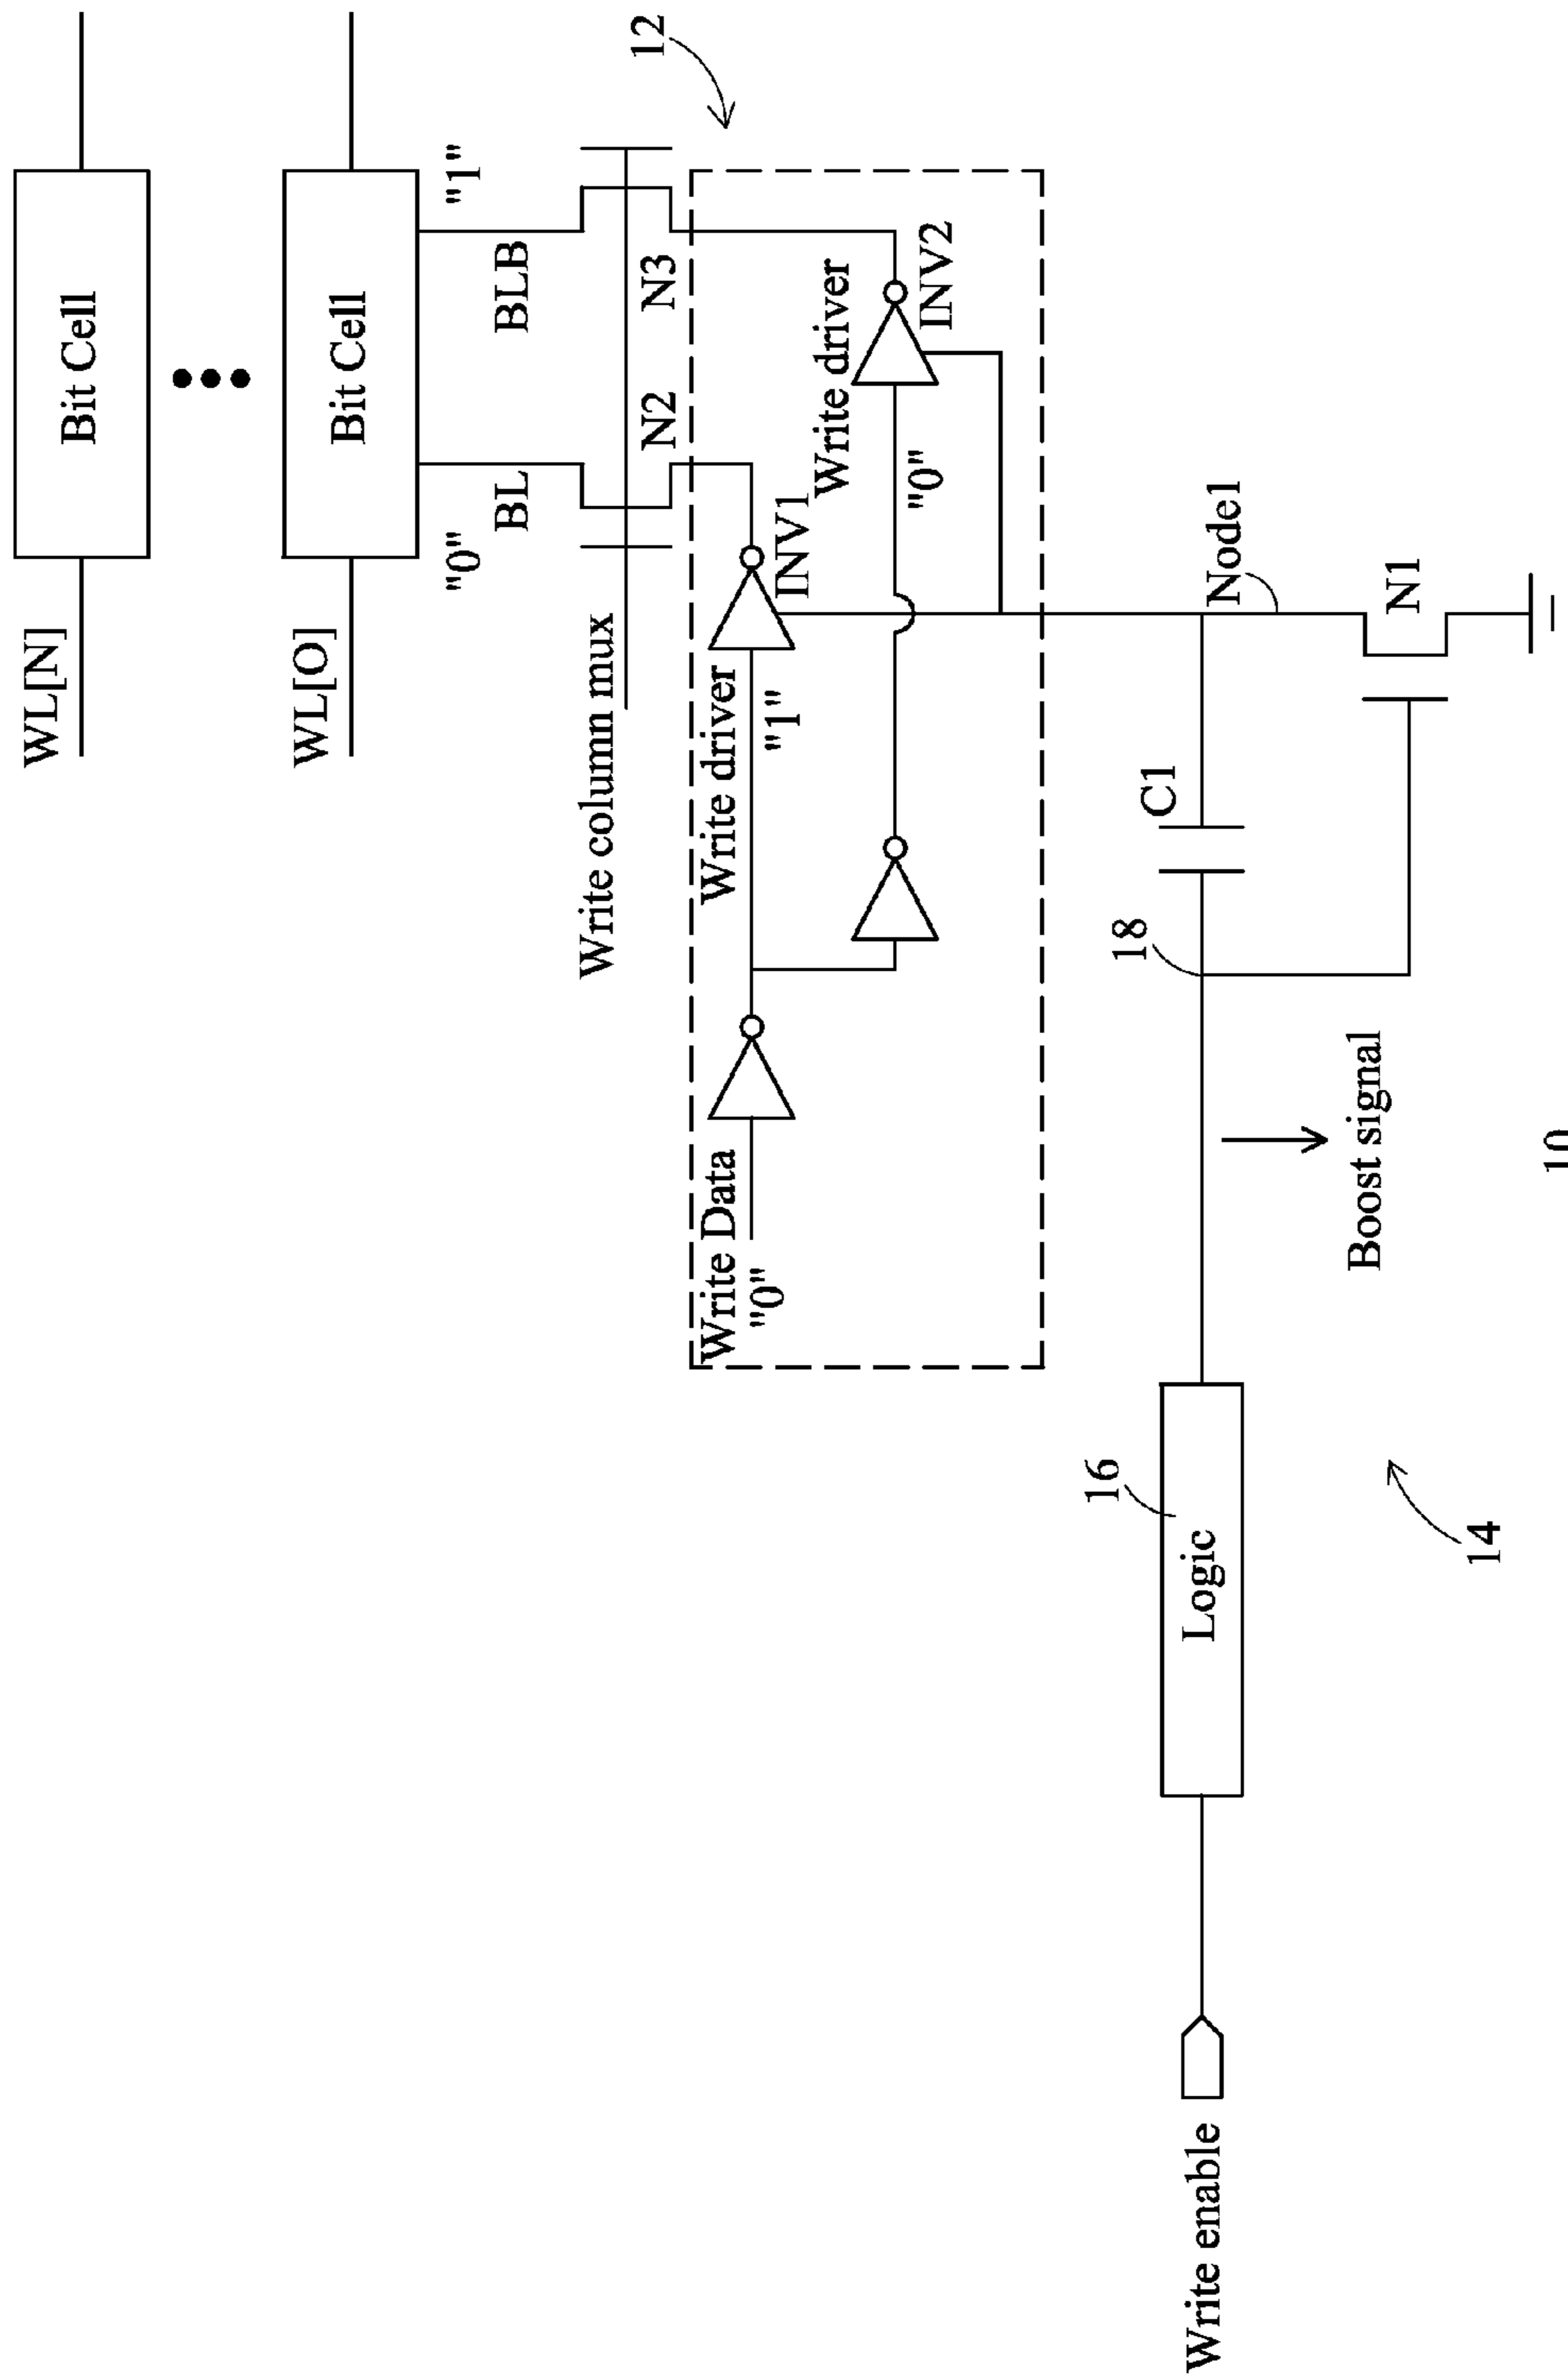 WL[N]
Bit Cell
WL[O]
Bit Cell
"0"
"1"
BL
BLB
Write column mux
N2
N3
12
Write Data
Write driver
"0"
"1"
INV1
Write driver
"0"
INV2
16
18
C1
Node1
Write enable
Logic
Boost signal
N1
14
10